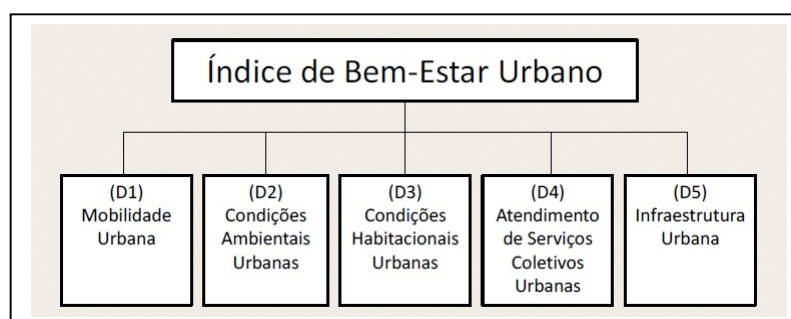 Índice de Bem-Estar Urbano
(D1)
Mobilidade
Urbana
(D2)
Condições
Ambientais
Urbanas
(D3)
Condições
Habitacionais
Urbanas
(D4)
Atendimento
de Serviços
Coletivos
Urbanas
(D5)
Infraestrutura
Urbana